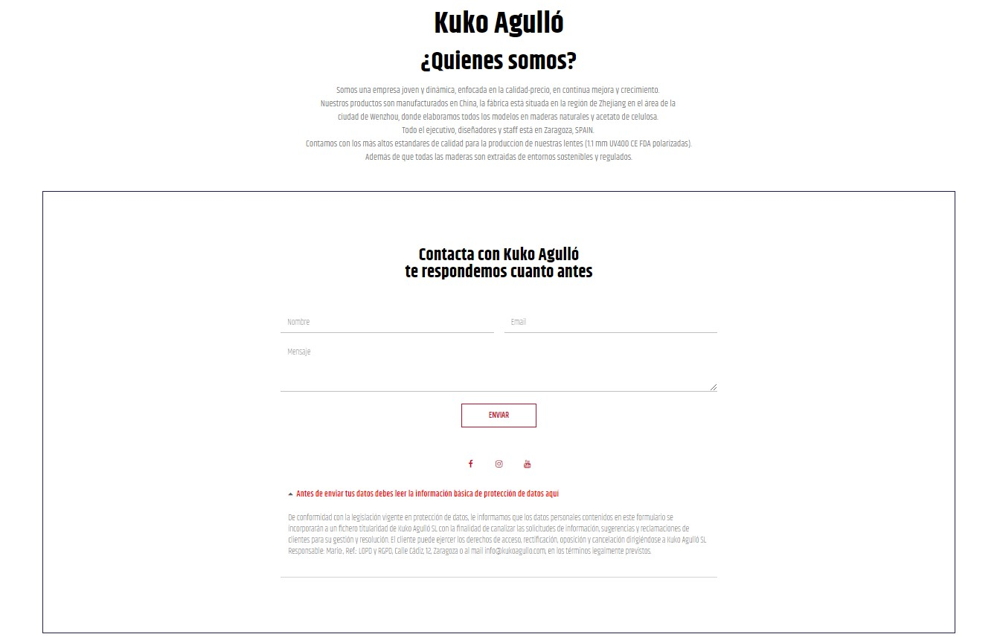 Kuko Agulló
¿Quienes somos?
Somos una empresa joven y dinámica, enfocada en la calidad-precio, en continua mejora y crecimiento.
Nuestros productos son manufacturados en China, la fábrica está situada en la región de Zhejiang en el área de la
ciudad de Wenzhou, donde elaboramos todos los modelos en maderas naturales y acetato de celulosa.
Todo el ejecutivo, diseñadores y staff está en Zaragoza, SPAIN.
Contamos con los más altos estandares de calidad para la produccion de nuestras lentes (1.1 mm UV400 CE FDA polarizadas).
Además de que todas las maderas son extraidas de entornos sostenibles y regulados.
Contacta con Kuko Agulló
te respondemos cuanto antes
Nombre
Email
Mensaje
ENVIAR
Antes de enviar tus datos debes leer la información básica de protección de datos aquí
De conformidad con la legislación vigente en protección de datos, le informamos que los datos personales contenidos en este formulario se
incorporarán a un fichero titularidad de Kuko Agulló SL con la finalidad de canalizar las solicitudes de información, sugerencias y reclamaciones de
clientes para su gestión y resolución. El cliente puede ejercer los derechos de acceso, rectificación, oposición y cancelación dirigiéndose a Kuko Agulló SL
Responsable: Mario:, Ref.: LOPD y RGPD, Calle Cádiz, 12, Zaragoza o al mail info@kukoagullo.com, en los términos legalmente previstos.